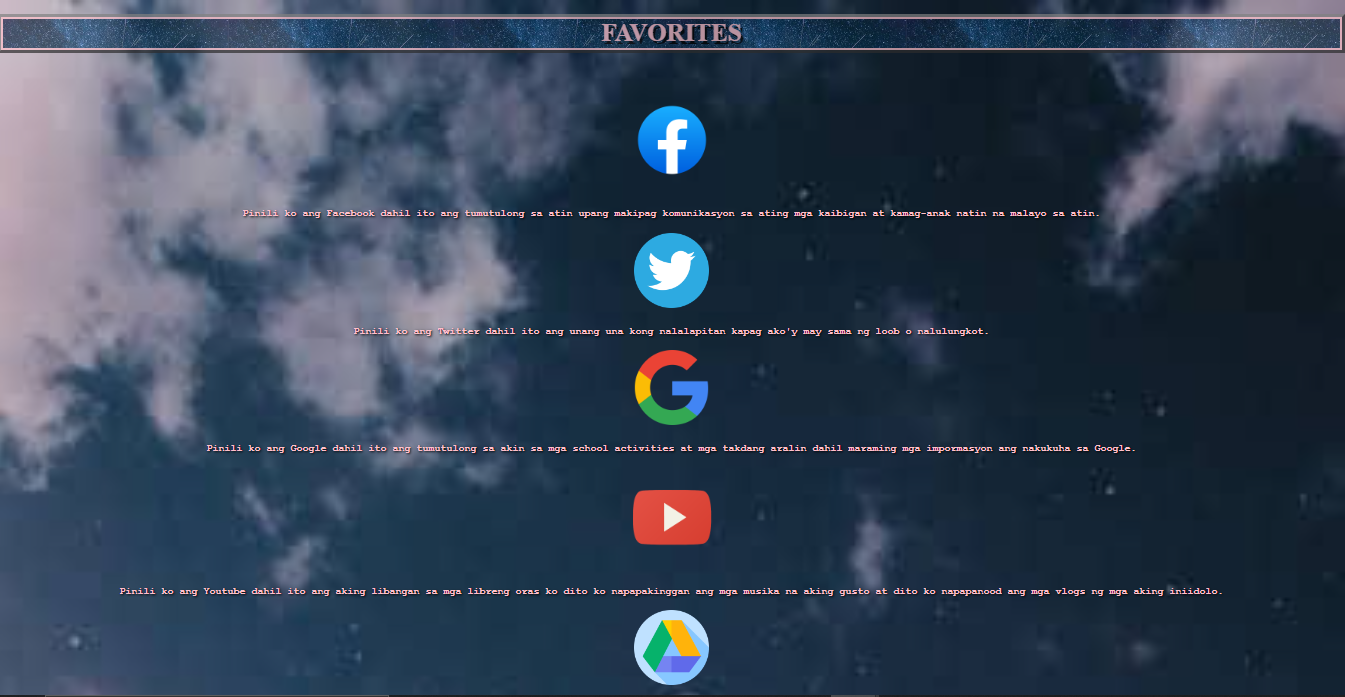 FAVORITES
Pinili ko ang Facebook dahil ito ang tumutulong sa atin upang makipag komunikasyon sa ating mga kaibigan at kamag-anak natin na malayo sa atin.
Pinili ko ang Twitter dahil ito ang unang una kong nalalapitan kapag ako'y may sama ng loob o nalulungkot.
Pinili ko ang Google dahil ito ang tumutulong sa akin sa mga school activities at mga takdang aralin dahil maraming mga impormasyon ang nakukuha sa Google.
Pinili ko ang Youtube dahil ito ang aking libangan sa mga libreng oras ko dito ko napapakinggan ang mga musika na aking gusto at dito ko napapanood ang mga vlogs ng mga aking iniidolo.